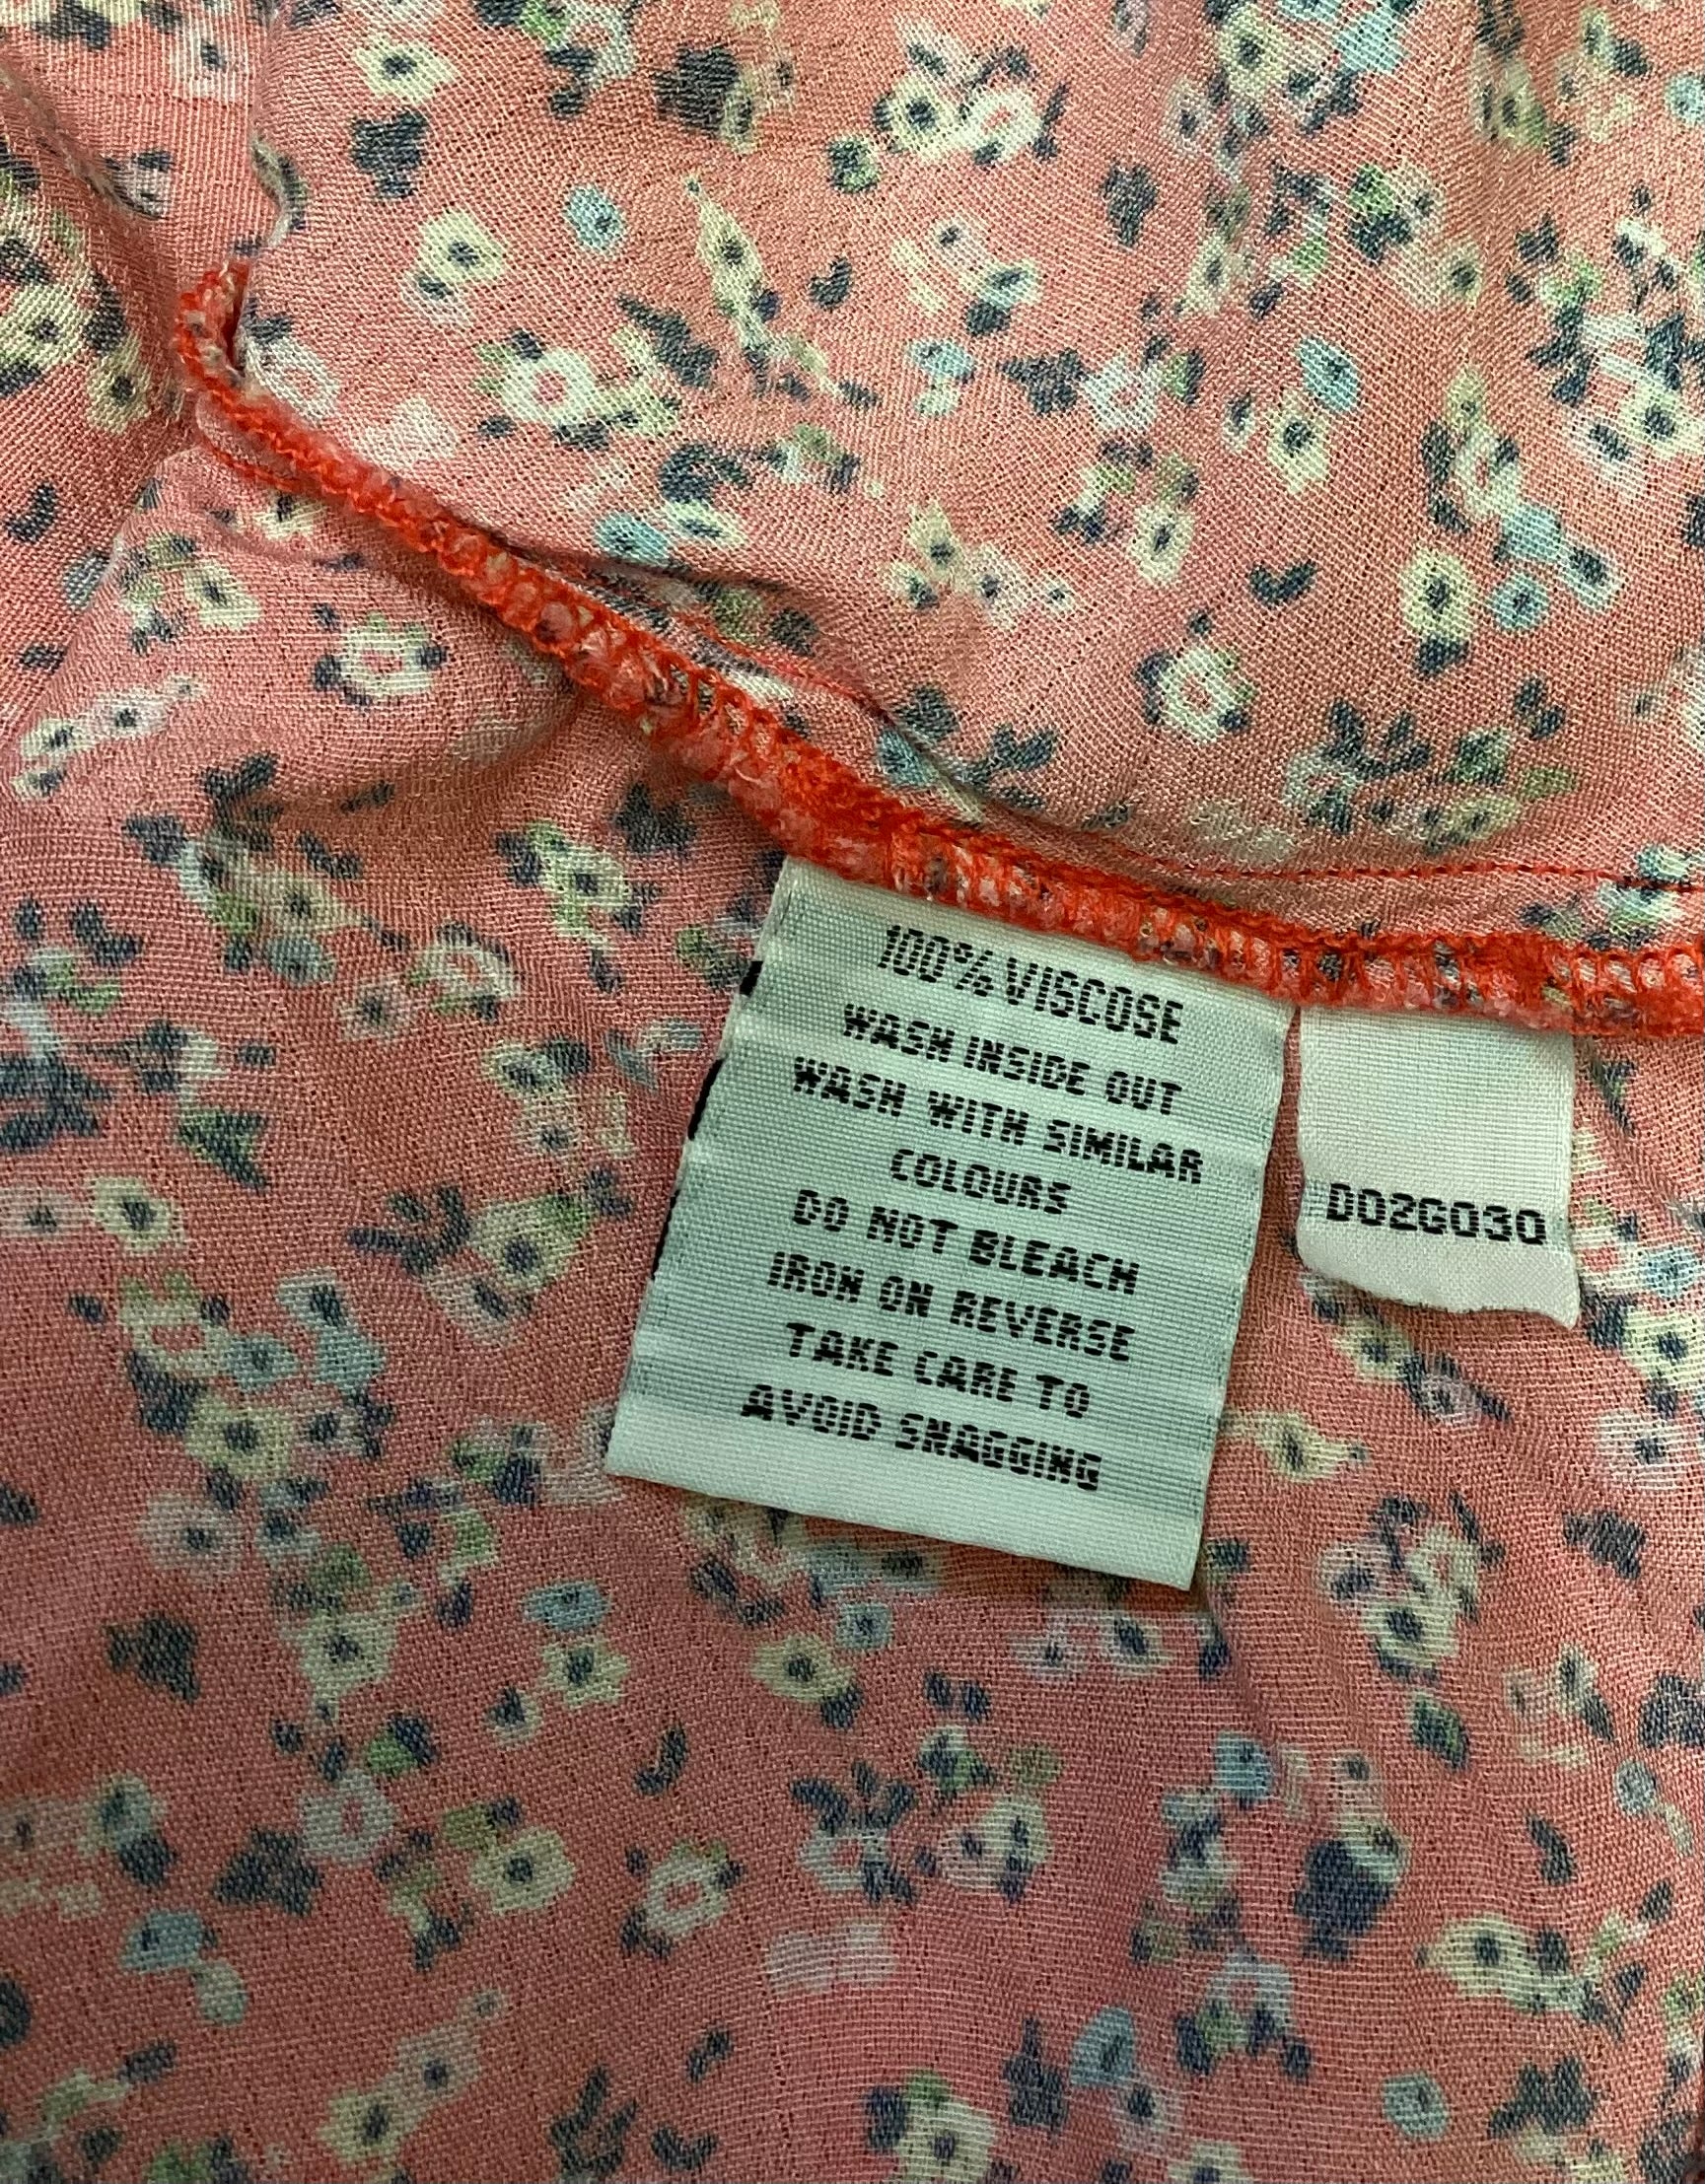 100% VISCOSE
WASH INSIDE OUT
WASH WITH SIMILAR
COLOURS
DO NOT BLEACH
IRON ON REVERSE
TAKE CARE TO
AVOID SNAGGING
D02G030